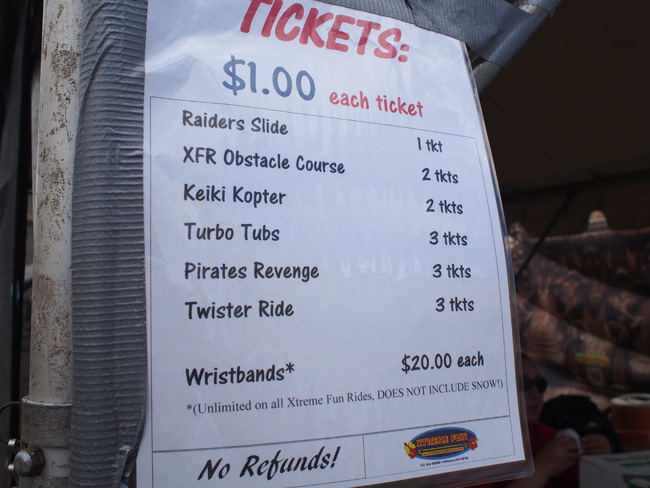 TICKETS:
$1.00 each ticket
Raiders Slide 1 tkt
XFR Obstacle Course 2 tkts
Keiki Kopter 2 tkts
Turbo Tubs 3 tkts
Pirates Revenge 3 tkts
Twister Ride 3 tkts
Wristbands* $20.00 each
*(Unlimited on all Xtreme Fun Rides, DOES NOT INCLUDE SNOW!)
No Refunds!
XTREME FUN